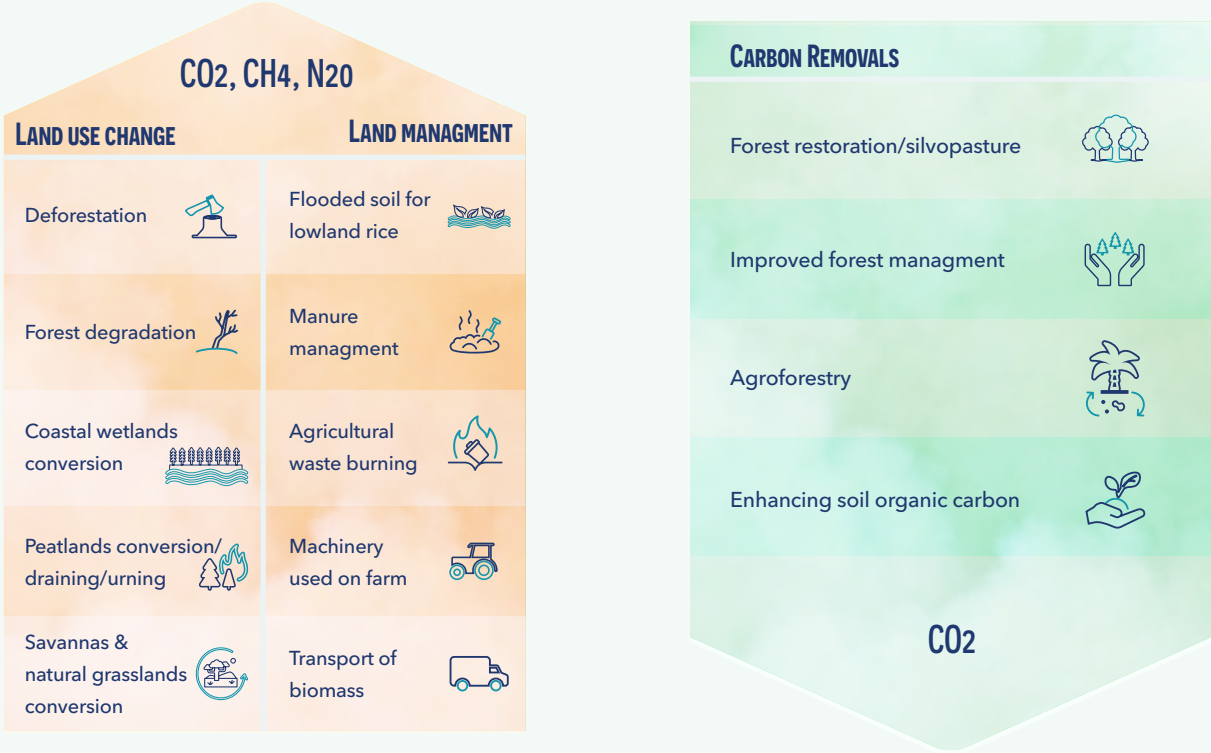 CO2, CH4, N20
LAND USE CHANGE
LAND MANAGMENT
Deforestation
Flooded soil for
lowland rice
Forest degradation
Manure
managment
Coastal wetlands
conversion
Agricultural
waste burning
Peatlands conversion/
draining/urning
Machinery
used on farm
Savannas &
natural grasslands
conversion
Transport of
biomass
CARBON REMOVALS
Forest restoration/silvopasture
Improved forest managment
Agroforestry
Enhancing soil organic carbon
CO2